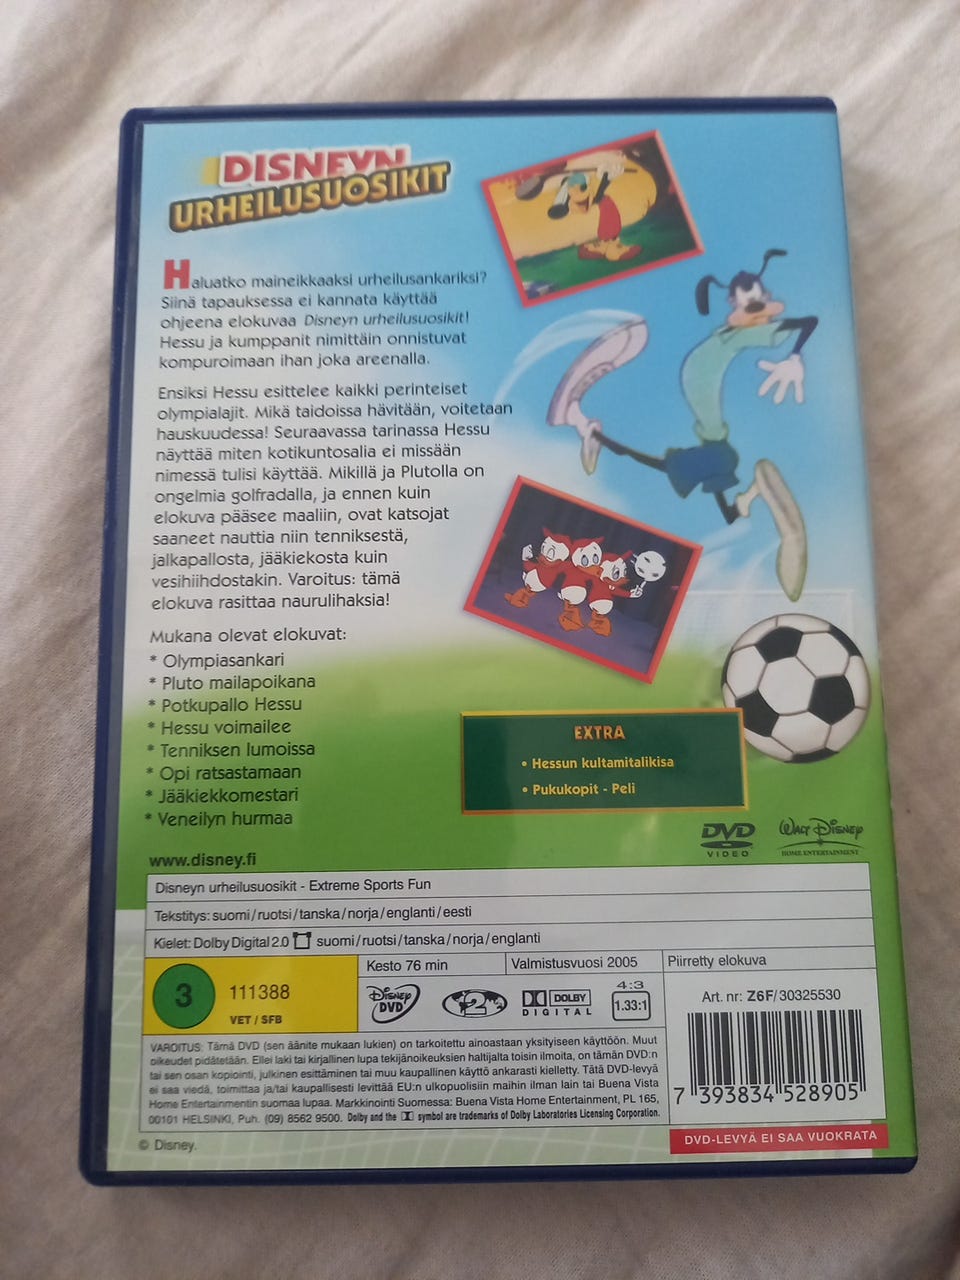 DISNEYN
URHEILUSUOSIKIT
Haluatko maineikkaaksi urheilusankariksi?
Siinä tapauksessa ei kannata käyttää
ohjeena elokuvaa Disneyn urheilusuosikit!
Hessu ja kumppanit nimittäin onnistuvat
kompuroimaan ihan joka areenalla.
Ensiksi Hessu esittelee kaikki perinteiset
olympialajit. Mikä taidoissa hävitään, voitetaan
hauskuudessa! Seuraavassa tarinassa Hessu
näyttää miten kotikuntosalia ei missään
nimessä tulisi käyttää. Mikillä ja Plutolla on
ongelmia golfradalla, ja ennen kuin
elokuva pääsee maaliin, ovat katsojat
saaneet nauttia niin tenniksestä,
jalkapallosta, jääkiekosta kuin
vesihiihdostakin. Varoitus: tämä
elokuva rasittaa naurulihaksia!
Mukana olevat elokuvat:
* Olympiasankari
* Pluto mailapoikana
* Potkupallo Hessu
* Hessu voimailee
* Tenniksen lumoissa
* Opi ratsastamaan
* Jääkiekkomestari
* Veneilyn hurmaa
EXTRA
• Hessun kultamitalikisa
• Pukukopit - Peli
DVD
VIDEO
WALT DISNEY
HOME ENTERTAINMENT
www.disney.fi
Disneyn urheilusuosikit - Extreme Sports Fun
Tekstitys: suomi/ruotsi/tanska/norja/englanti/eesti
Kielet: Dolby Digital 2.0 suomi/ruotsi/tanska/norja/englanti
3
111388
VET / SFB
Kesto 76 min
Valmistusvuosi 2005
Piirretty elokuva
Disney
DVD
2
DOLBY
DIGITAL
4:3
1.33:1
Art. nr: Z6F/30325530
7 393834 528905
VAROITUS: Tämä DVD (sen äänite mukaan lukien) on tarkoitettu ainoastaan yksityiseen käyttöön. Muut
oikeudet pidätetään. Ellei laki tai kirjallinen lupa tekijänoikeuksien haltijalta toisin ilmoita, on tämän DVD:n
tai sen osan kopiointi, julkinen esittäminen tai muu kaupallinen käyttö ankarasti kielletty. Tätä DVD-levyä
ei saa viedä, toimittaa ja/tai kaupallisesti levittää EU:n ulkopuolisiin maihin ilman lain tai Buena Vista
Home Entertainmentin suomaa lupaa. Markkinointi Suomessa: Buena Vista Home Entertainment, PL 165,
00101 HELSINKI, Puh. (09) 8562 9500. Dolby and the symbol are trademarks of Dolby Laboratories Licensing Corporation.
DVD-LEVYÄ EI SAA VUOKRATA
© Disney.